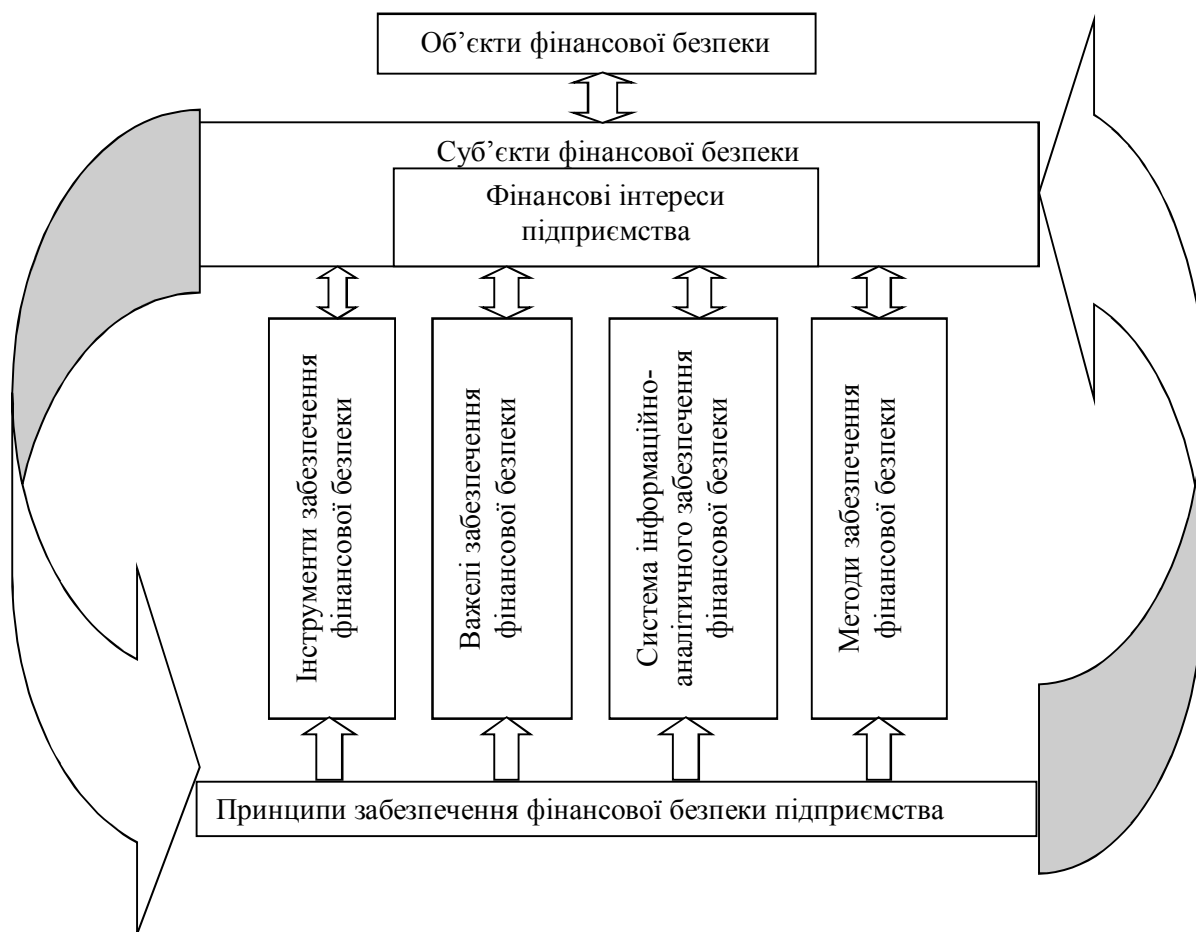 Об’єкти фінансової безпеки
Суб’єкти фінансової безпеки
Фінансові інтереси
підприємства
Інструменти забезпечення
фінансової безпеки
Важелі забезпечення
фінансової безпеки
Система інформаційно-
аналітичного забезпечення
фінансової безпеки
Методи забезпечення
фінансової безпеки
Принципи забезпечення фінансової безпеки підприємства